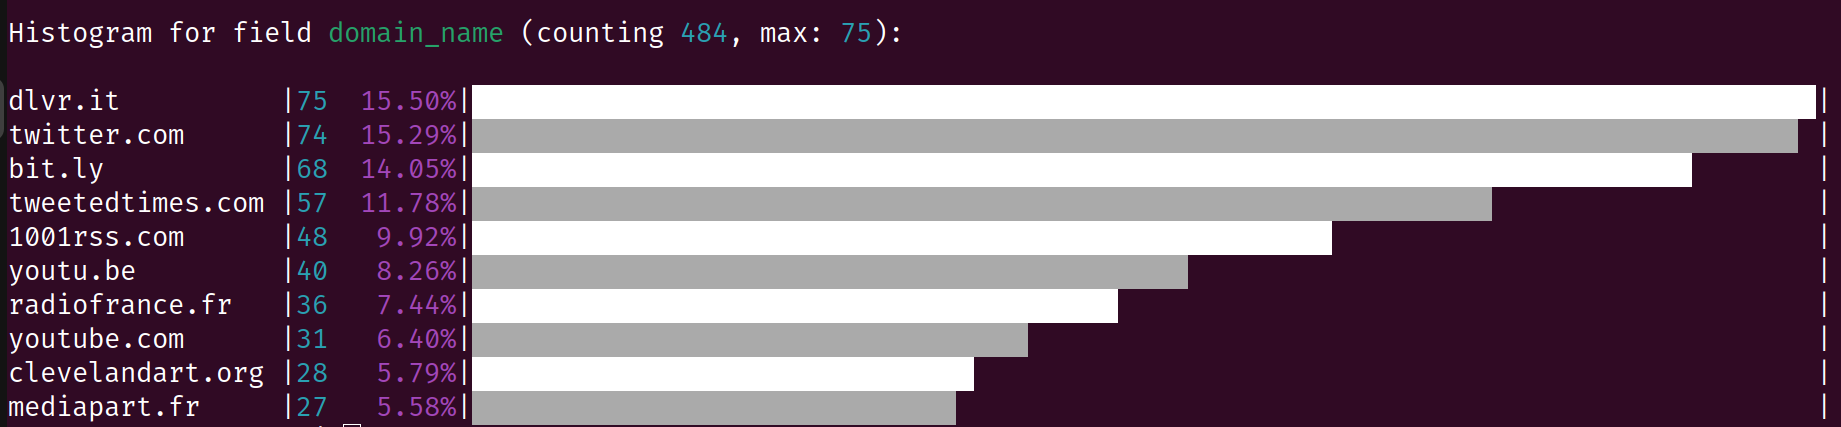 Histogram for field domain_name (counting 484, max: 75):
dlvr.it |75 15.50%| |
twitter.com |74 15.29%| |
bit.ly |68 14.05%| |
tweetedtimes.com |57 11.78%| |
1001rss.com |48 9.92%| |
youtu.be |40 8.26%| |
radiofrance.fr |36 7.44%| |
youtube.com |31 6.40%| |
clevelandart.org |28 5.79%| |
mediapart.fr |27 5.58%| |